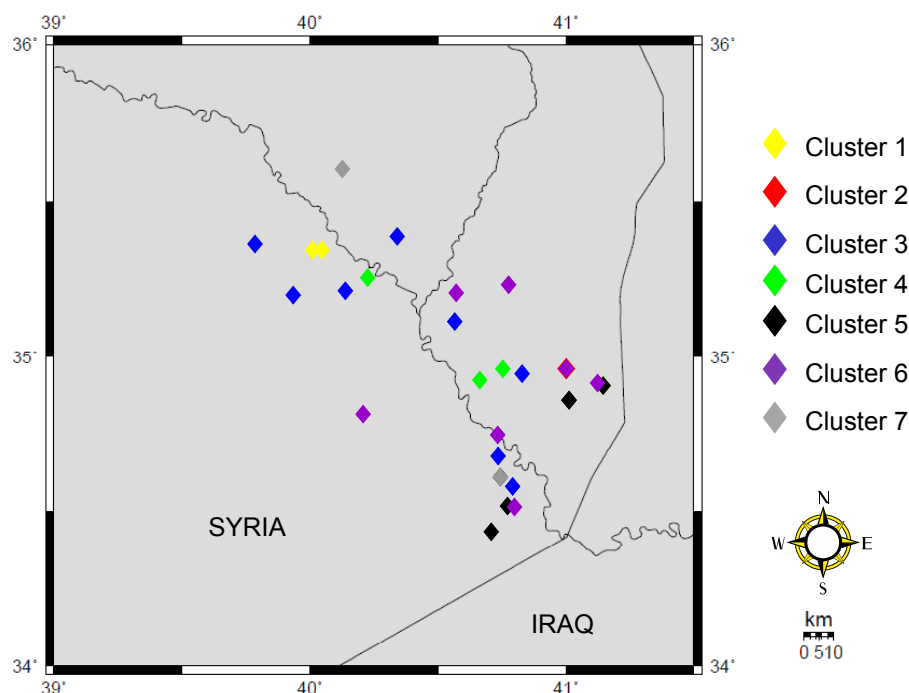 39˚ 40˚ 41˚
36˚ 36˚
Cluster 1
Cluster 2
Cluster 3
Cluster 4
Cluster 5
Cluster 6
Cluster 7
35˚ 35˚
SYRIA
IRAQ
N
W E
S
km
0 510
34˚ 34˚
39˚ 40˚ 41˚